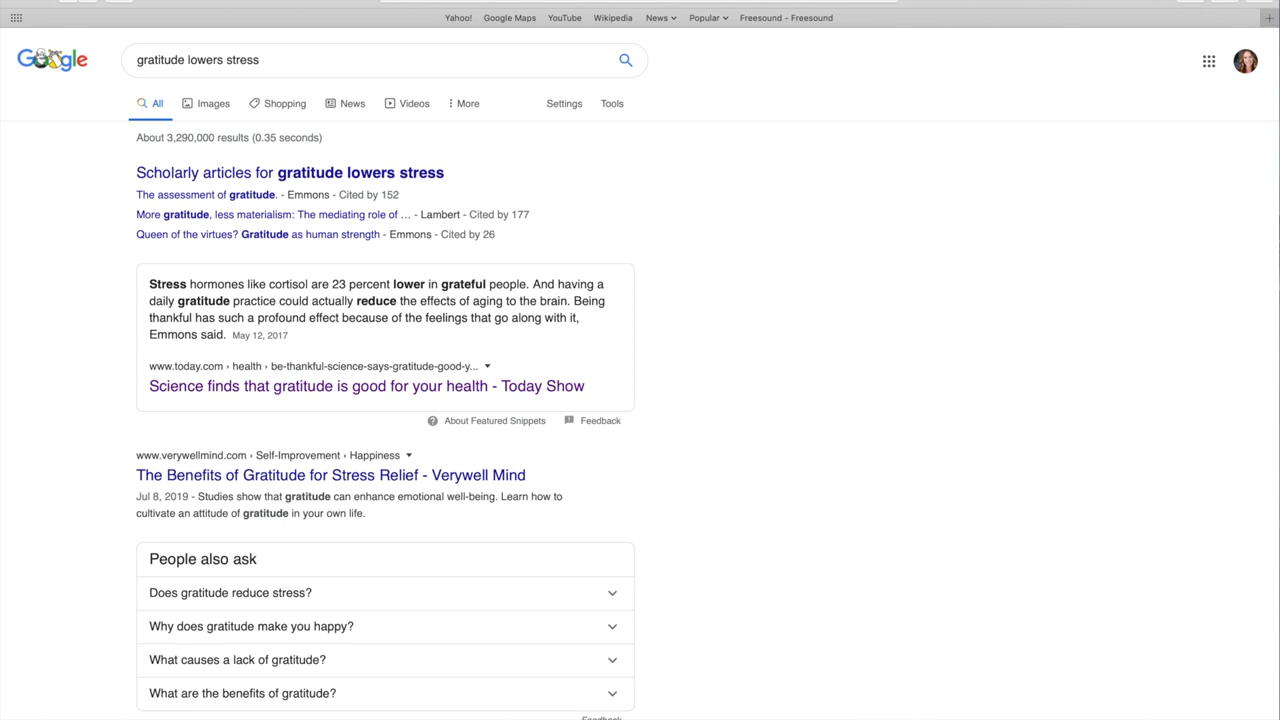 Yahoo! Google Maps YouTube Wikipedia News Popular Freesound - Freesound
Google
gratitude lowers stress
All Images Shopping News Videos More Settings Tools
About 3,290,000 results (0.35 seconds)
Scholarly articles for gratitude lowers stress
The assessment of gratitude. - Emmons - Cited by 152
More gratitude, less materialism: The mediating role of … - Lambert - Cited by 177
Queen of the virtues? Gratitude as human strength - Emmons - Cited by 26
Stress hormones like cortisol are 23 percent lower in grateful people. And having a
daily gratitude practice could actually reduce the effects of aging to the brain. Being
thankful has such a profound effect because of the feelings that go along with it,
Emmons said. May 12, 2017
www.today.com › health › be-thankful-science-says-gratitude-good-y...
Science finds that gratitude is good for your health - Today Show
About Featured Snippets Feedback
www.verywellmind.com › Self-Improvement › Happiness
The Benefits of Gratitude for Stress Relief - Verywell Mind
Jul 8, 2019 - Studies show that gratitude can enhance emotional well-being. Learn how to
cultivate an attitude of gratitude in your own life.
People also ask
Does gratitude reduce stress?
Why does gratitude make you happy?
What causes a lack of gratitude?
What are the benefits of gratitude?
Feedback